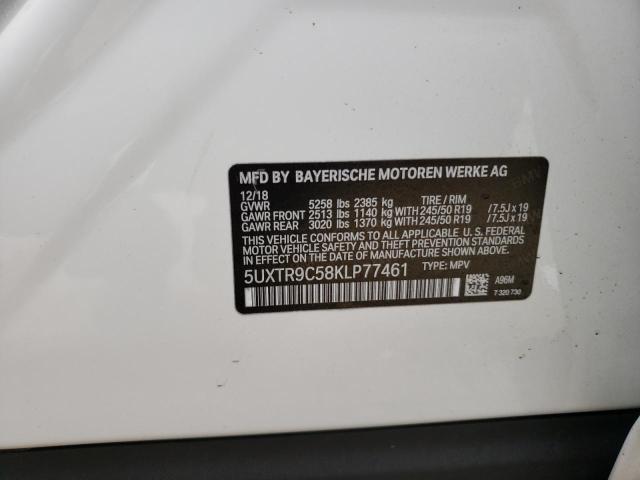 MFD BY BAYERISCHE MOTOREN WERKE AG
12/18
GVWR 5258 lbs 2385 kg TIRE / RIM
GAWR FRONT 2513 lbs 1140 kg WITH 245/50 R19 /7.5J x 19
GAWR REAR 3020 lbs 1370 kg WITH 245/50 R19 /7.5J x 19
THIS VEHICLE CONFORMS TO ALL APPLICABLE U. S. FEDERAL
MOTOR VEHICLE SAFETY BUMPER, AND THEFT PREVENTION
STANDARDS IN EFFECT ON THE DATE OF MANUFACTURE SHOWN ABOVE.
5UXTR9C58KLP77461 TYPE: MPV
A96M
7 320 730